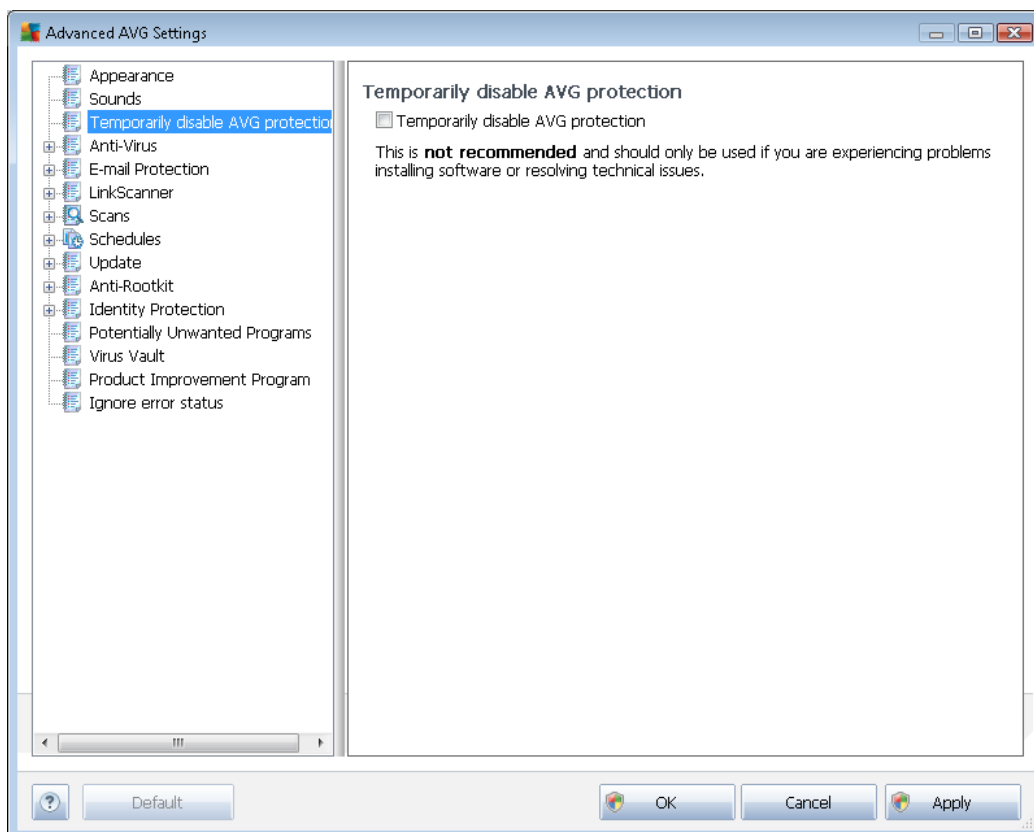 Advanced AVG Settings
Appearance
Sounds
Temporarily disable AVG protection
Anti-Virus
E-mail Protection
LinkScanner
Scans
Schedules
Update
Anti-Rootkit
Identity Protection
Potentially Unwanted Programs
Virus Vault
Product Improvement Program
Ignore error status
Temporarily disable AVG protection
Temporarily disable AVG protection
This is not recommended and should only be used if you are experiencing problems
installing software or resolving technical issues.
?
Default
OK
Cancel
Apply